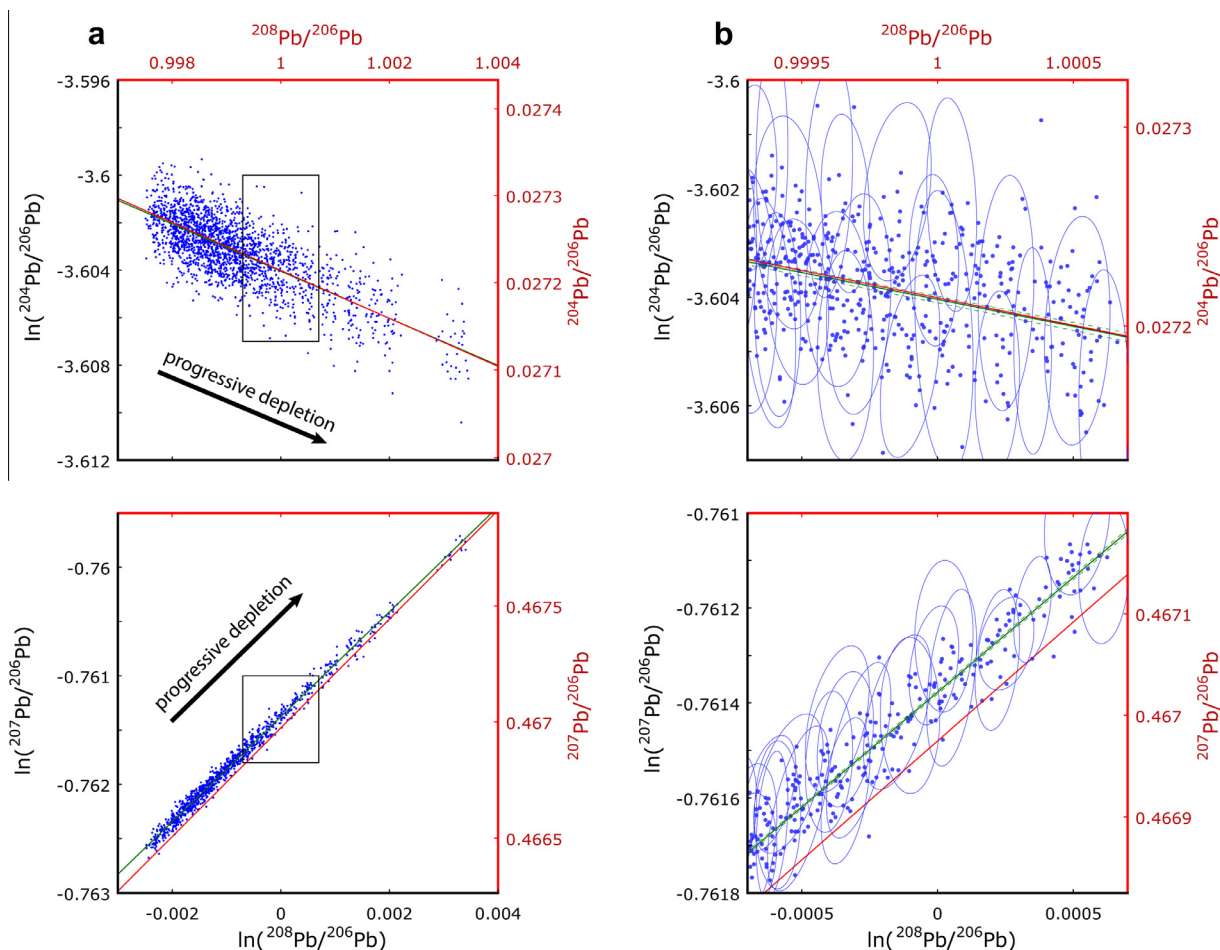 a
²⁰⁸Pb/²⁰⁶Pb
0.998 1 1.002 1.004
-3.596
-3.6
-3.604
-3.608
-3.612
ln(²⁰⁴Pb/²⁰⁶Pb)
0.0274
0.0273
0.0272
0.0271
0.027
²⁰⁴Pb/²⁰⁶Pb
progressive depletion
b
²⁰⁸Pb/²⁰⁶Pb
0.9995 1 1.0005
-3.6
-3.602
-3.604
-3.606
ln(²⁰⁴Pb/²⁰⁶Pb)
0.0273
0.0272
²⁰⁴Pb/²⁰⁶Pb
-0.76
-0.761
-0.762
-0.763
ln(²⁰⁷Pb/²⁰⁶Pb)
progressive depletion
0.46675
0.467
0.4665
²⁰⁷Pb/²⁰⁶Pb
-0.002 0 0.002 0.004
ln(²⁰⁸Pb/²⁰⁶Pb)
-0.761
-0.7612
-0.7614
-0.7616
-0.7618
ln(²⁰⁷Pb/²⁰⁶Pb)
0.4671
0.467
0.4669
²⁰⁷Pb/²⁰⁶Pb
-0.0005 0 0.0005
ln(²⁰⁸Pb/²⁰⁶Pb)